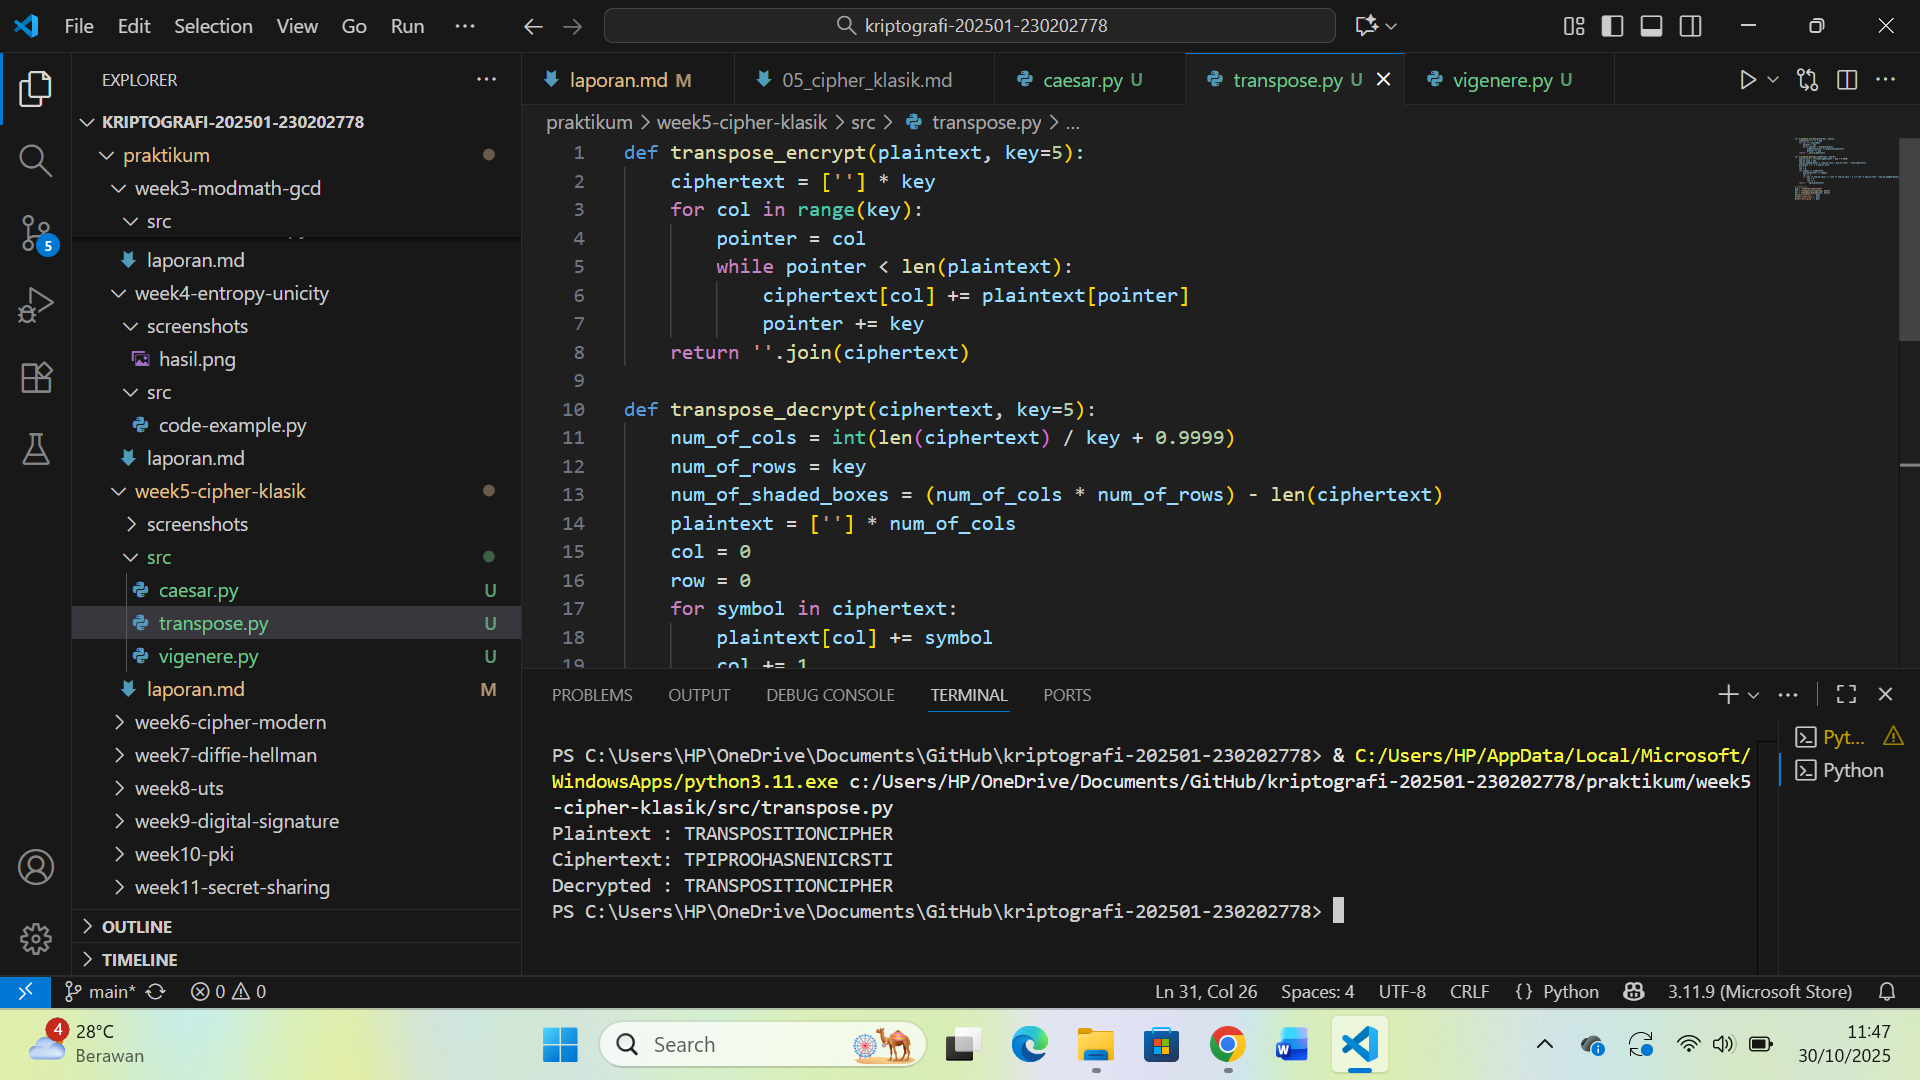 File Edit Selection View Go Run ...
kriptografi-202501-230202778
EXPLORER
KRIPTOGRAFI-202501-230202778
praktikum
week3-modmath-gcd
src
laporan.md
week4-entropy-unicity
screenshots
hasil.png
src
code-example.py
laporan.md
week5-cipher-klasik
screenshots
src
caesar.py U
transpose.py U
vigenere.py U
laporan.md M
week6-cipher-modern
week7-diffie-hellman
week8-uts
week9-digital-signature
week10-pki
week11-secret-sharing
OUTLINE
TIMELINE
5
laporan.md M
05_cipher_klasik.md
caesar.py U
transpose.py U
vigenere.py U
praktikum > week5-cipher-klasik > src > transpose.py > ...
1 def transpose_encrypt(plaintext, key=5):
2 ciphertext = [''] * key
3 for col in range(key):
4 pointer = col
5 while pointer < len(plaintext):
6 ciphertext[col] += plaintext[pointer]
7 pointer += key
8 return ''.join(ciphertext)
9
10 def transpose_decrypt(ciphertext, key=5):
11 num_of_cols = int(len(ciphertext) / key + 0.9999)
12 num_of_rows = key
13 num_of_shaded_boxes = (num_of_cols * num_of_rows) - len(ciphertext)
14 plaintext = [''] * num_of_cols
15 col = 0
16 row = 0
17 for symbol in ciphertext:
18 plaintext[col] += symbol
19 col += 1
PROBLEMS OUTPUT DEBUG CONSOLE TERMINAL PORTS
PS C:\Users\HP\OneDrive\Documents\GitHub\kriptografi-202501-230202778> & C:/Users/HP/AppData/Local/Microsoft/
WindowsApps/python3.11.exe c:/Users/HP/OneDrive/Documents/GitHub/kriptografi-202501-230202778/praktikum/week5
-cipher-klasik/src/transpose.py
Plaintext : TRANSPOSITIONCIPHER
Ciphertext: TPIPROOHASNENICRSTI
Decrypted : TRANSPOSITIONCIPHER
PS C:\Users\HP\OneDrive\Documents\GitHub\kriptografi-202501-230202778>
Pyt...
Python
main* 0 0
Ln 31, Col 26 Spaces: 4 UTF-8 CRLF {} Python 3.11.9 (Microsoft Store)
4
28°C
Berawan
Search
11:47
30/10/2025